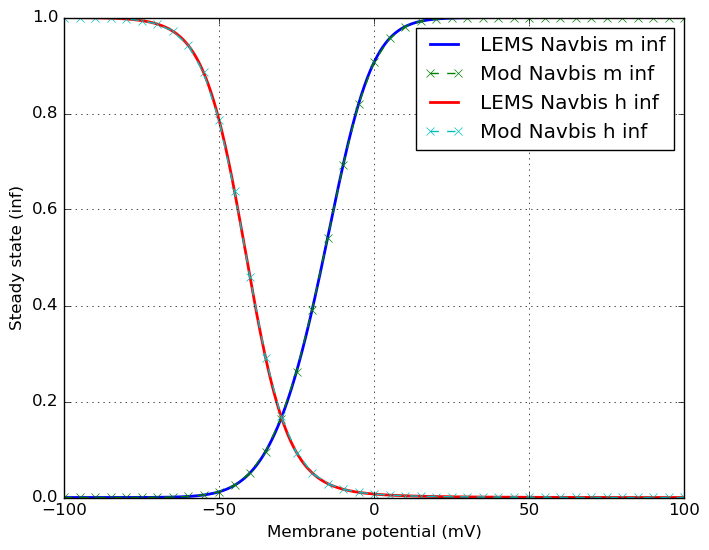 1.0
0.8
0.6
0.4
0.2
0.0
Steady state (inf)
LEMS Navbis m inf
Mod Navbis m inf
LEMS Navbis h inf
Mod Navbis h inf
−100
−50
0
50
100
Membrane potential (mV)